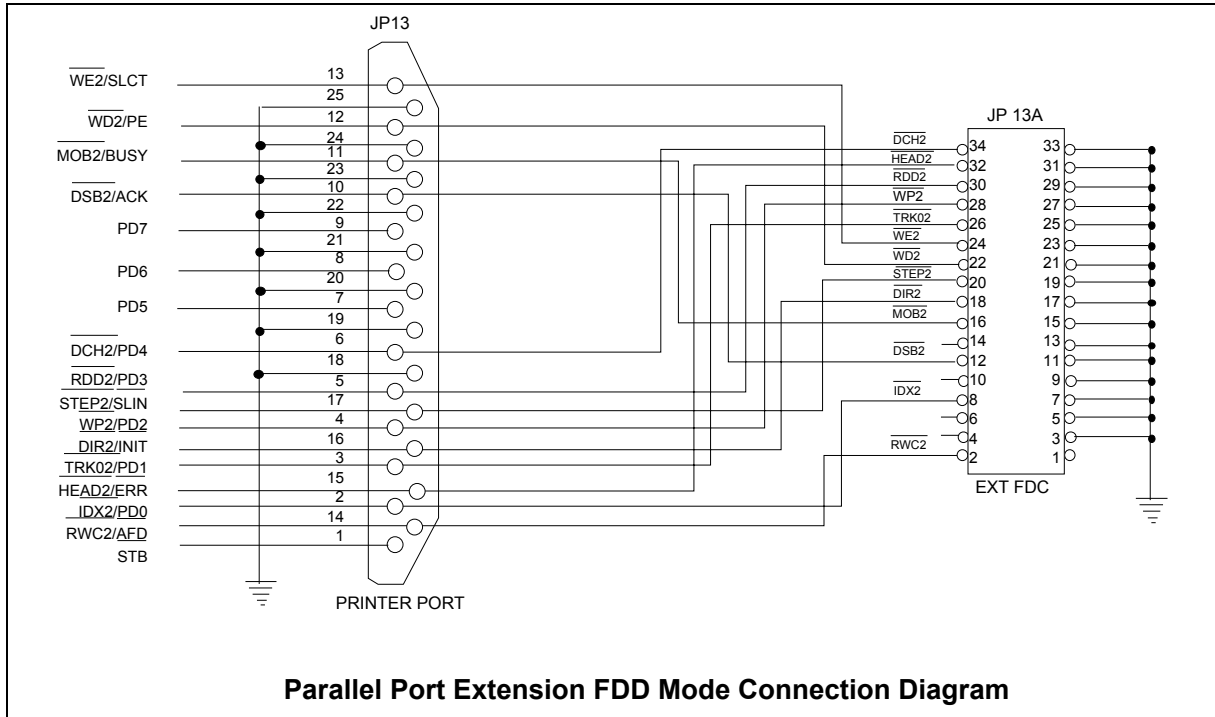 JP13
WE2/SLCT
WD2/PE
MOB2/BUSY
DSB2/ACK
PD7
PD6
PD5
DCH2/PD4
RDD2/PD3
STEP2/SLIN
WP2/PD2
DIR2/INIT
TRK02/PD1
HEAD2/ERR
IDX2/PD0
RWC2/AFD
STB
13
25
12
24
11
23
10
22
9
21
8
20
7
19
6
18
5
17
4
16
3
15
2
14
1
PRINTER PORT
JP 13A
DCH2
HEAD2
RDD2
WP2
TRK02
WE2
WD2
STEP2
DIR2
MOB2
DSB2
IDX2
RWC2
34 33
32 31
30 29
28 27
26 25
24 23
22 21
20 19
18 17
16 15
14 13
12 11
10 9
8 7
6 5
4 3
2 1
EXT FDC
Parallel Port Extension FDD Mode Connection Diagram